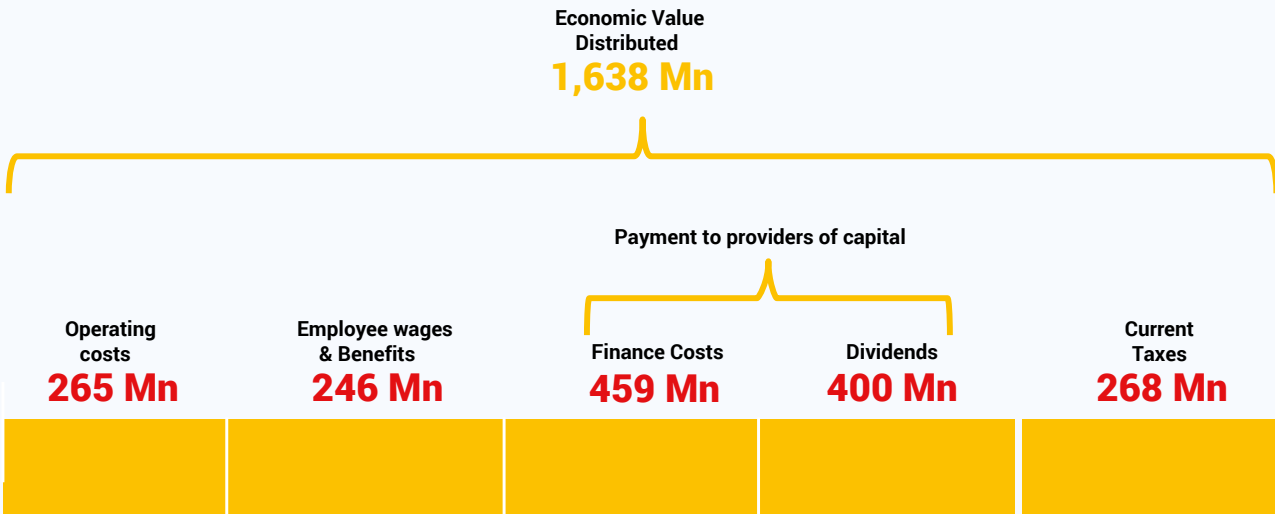 Economic Value
Distributed
1,638 Mn
Payment to providers of capital
Operating
costs
265 Mn
Employee wages
& Benefits
246 Mn
Finance Costs
459 Mn
Dividends
400 Mn
Current
Taxes
268 Mn